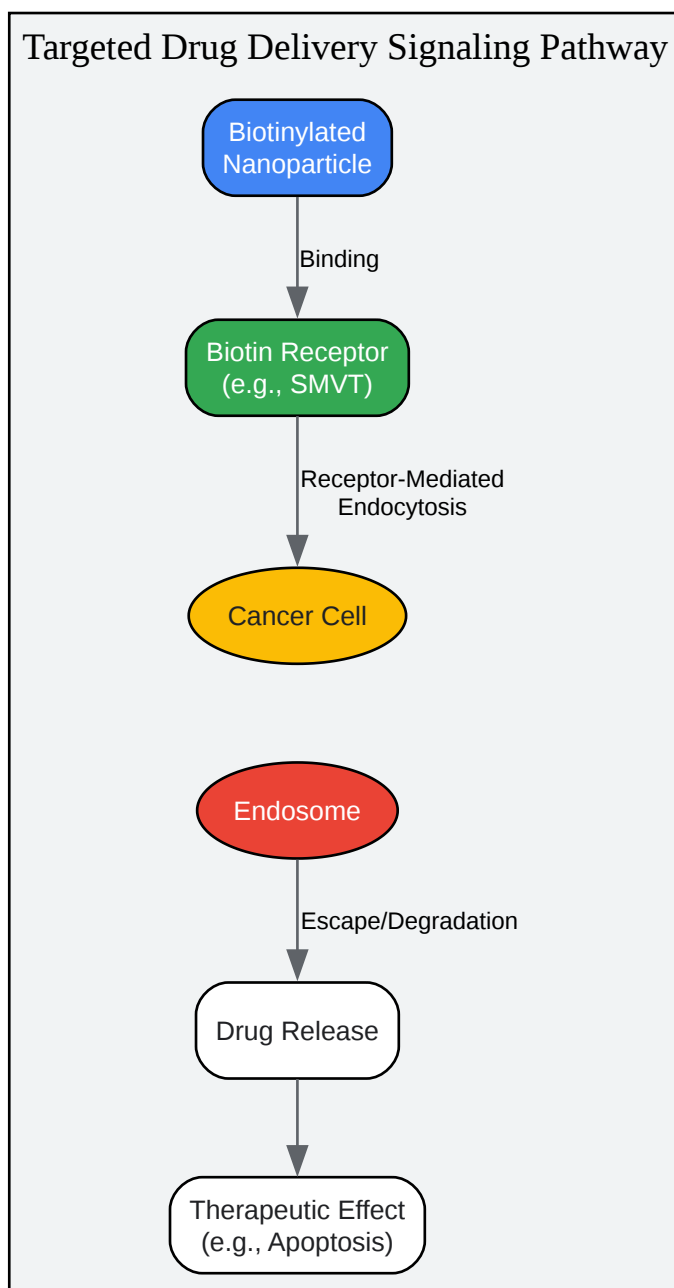 Targeted Drug Delivery Signaling Pathway
Biotinylated
Nanoparticle
Binding
Biotin Receptor
(e.g., SMVT)
Receptor-Mediated
Endocytosis
Cancer Cell
Endosome
Escape/Degradation
Drug Release
Therapeutic Effect
(e.g., Apoptosis)